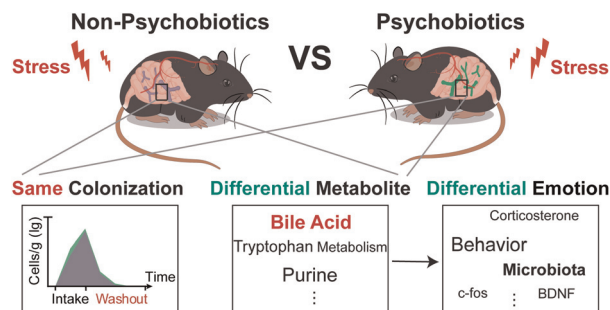 Non-Psychobiotics
Psychobiotics
Stress
VS
Stress
Same Colonization
Cells/g (lg)
Time
Intake
Washout
Differential Metabolite
Bile Acid
Tryptophan Metabolism
Purine
⋮
Differential Emotion
Corticosterone
Behavior
Microbiota
c-fos
⋮
BDNF